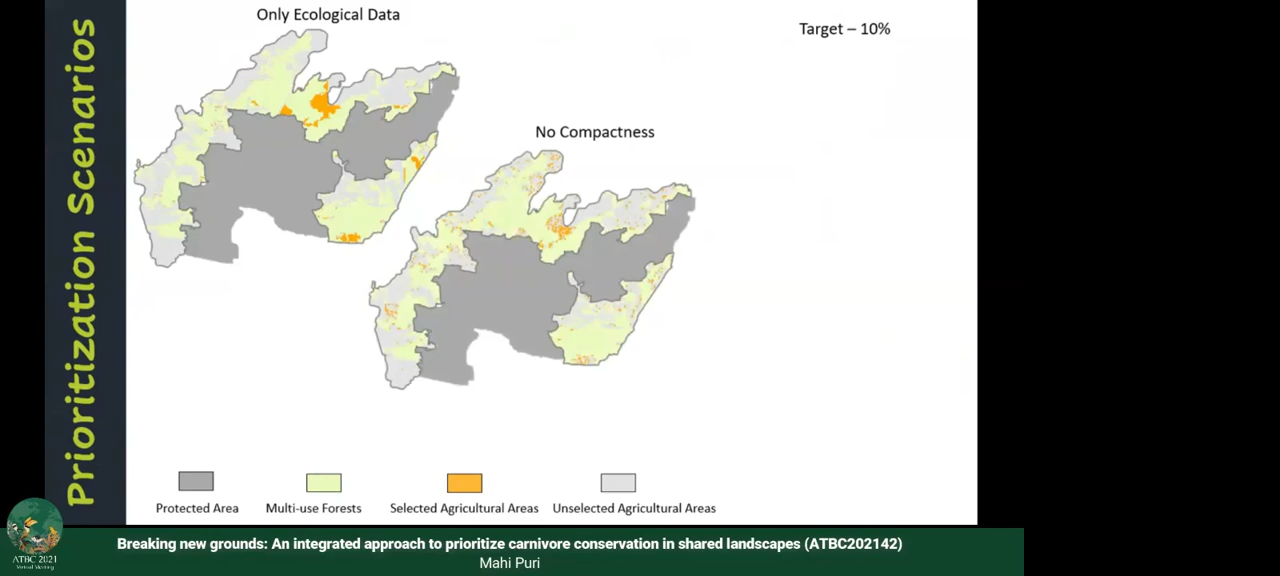 Prioritization Scenarios
Only Ecological Data
Target – 10%
No Compactness
Protected Area
Multi-use Forests
Selected Agricultural Areas
Unselected Agricultural Areas
ATBC 2021
Virtual Meeting
Breaking new grounds: An integrated approach to prioritize carnivore conservation in shared landscapes (ATBC202142)
Mahi Puri